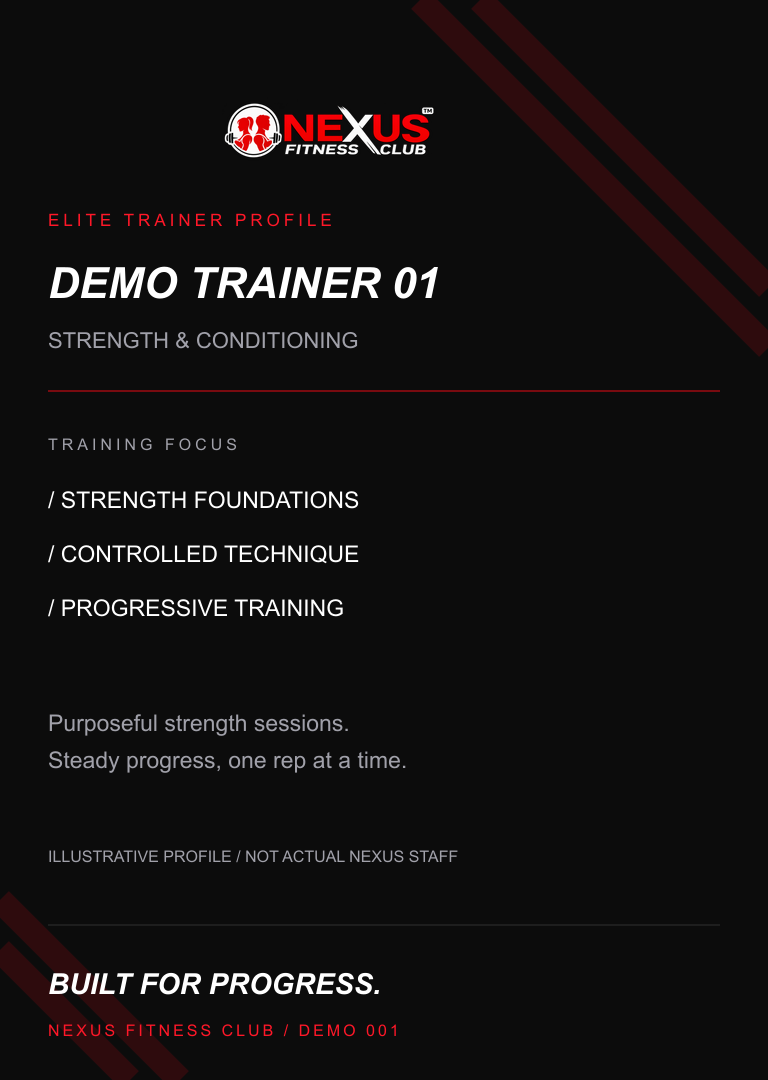 NEXUS TM
FITNESS CLUB
ELITE TRAINER PROFILE
DEMO TRAINER 01
STRENGTH & CONDITIONING
TRAINING FOCUS
/ STRENGTH FOUNDATIONS
/ CONTROLLED TECHNIQUE
/ PROGRESSIVE TRAINING
Purposeful strength sessions.
Steady progress, one rep at a time.
ILLUSTRATIVE PROFILE / NOT ACTUAL NEXUS STAFF
BUILT FOR PROGRESS.
NEXUS FITNESS CLUB / DEMO 001